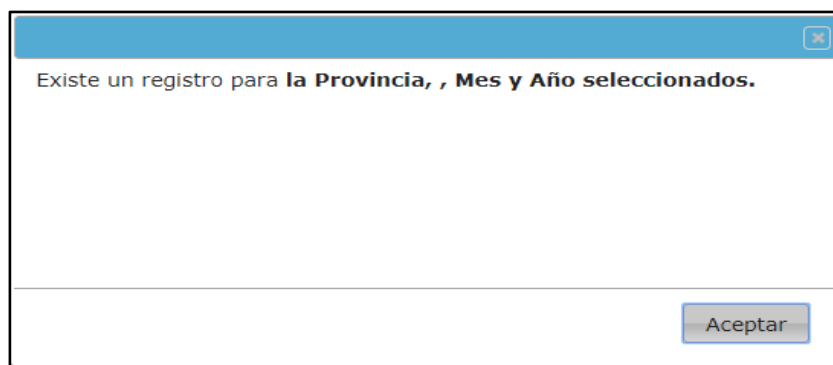 Existe un registro para la Provincia, , Mes y Año seleccionados.
Aceptar